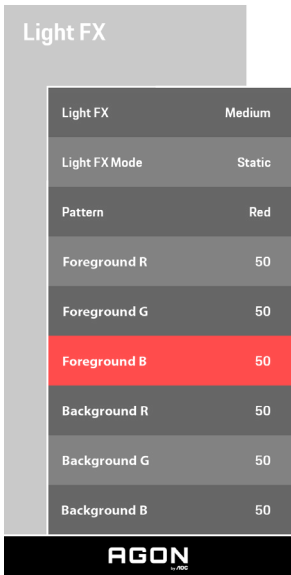 Light FX
Light FX Medium
Light FX Mode Static
Pattern Red
Foreground R 50
Foreground G 50
Foreground B 50
Background R 50
Background G 50
Background B 50
AGON
by AOC